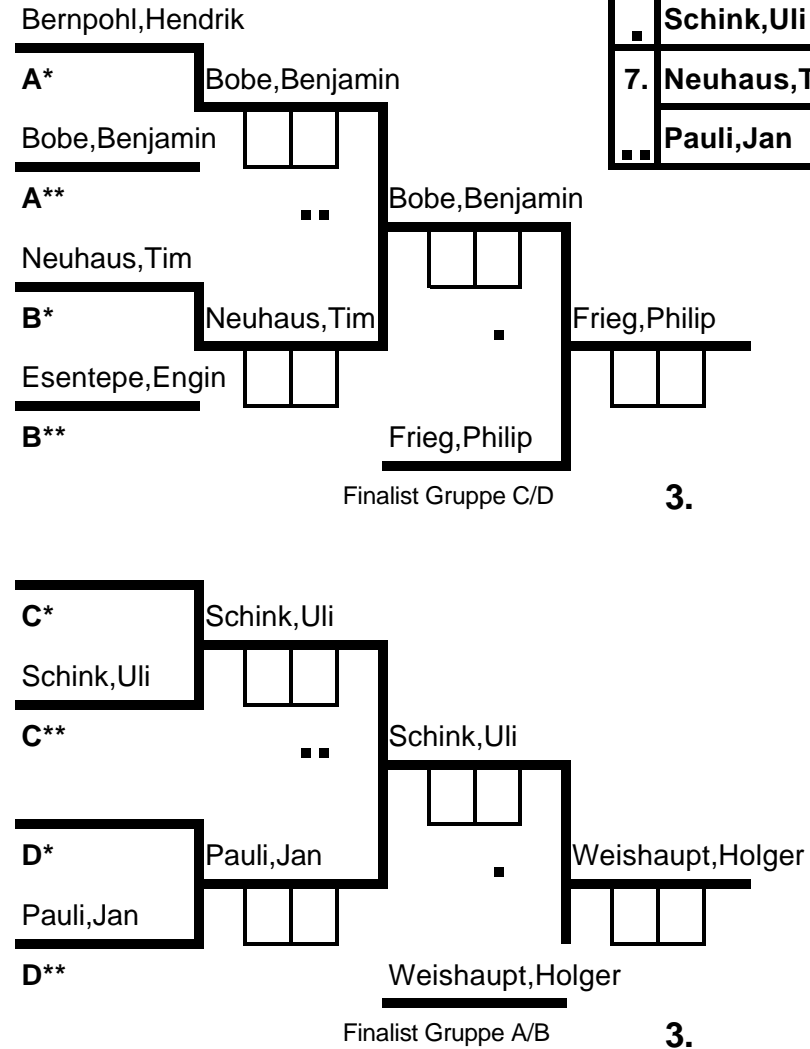 Bernpohl,Hendrik
. Schink,Uli
A* Bobe,Benjamin
7. Neuhaus,T
Bobe,Benjamin
.. Pauli,Jan
A**
.. Bobe,Benjamin
Neuhaus,Tim
B* Neuhaus,Tim . Frieg,Philip
Esentepe,Engin
B** Frieg,Philip
Finalist Gruppe C/D 3.
C* Schink,Uli
Schink,Uli
C** .. Schink,Uli
D* Pauli,Jan . Weishaupt,Holger
Pauli,Jan
D** Weishaupt,Holger
Finalist Gruppe A/B 3.